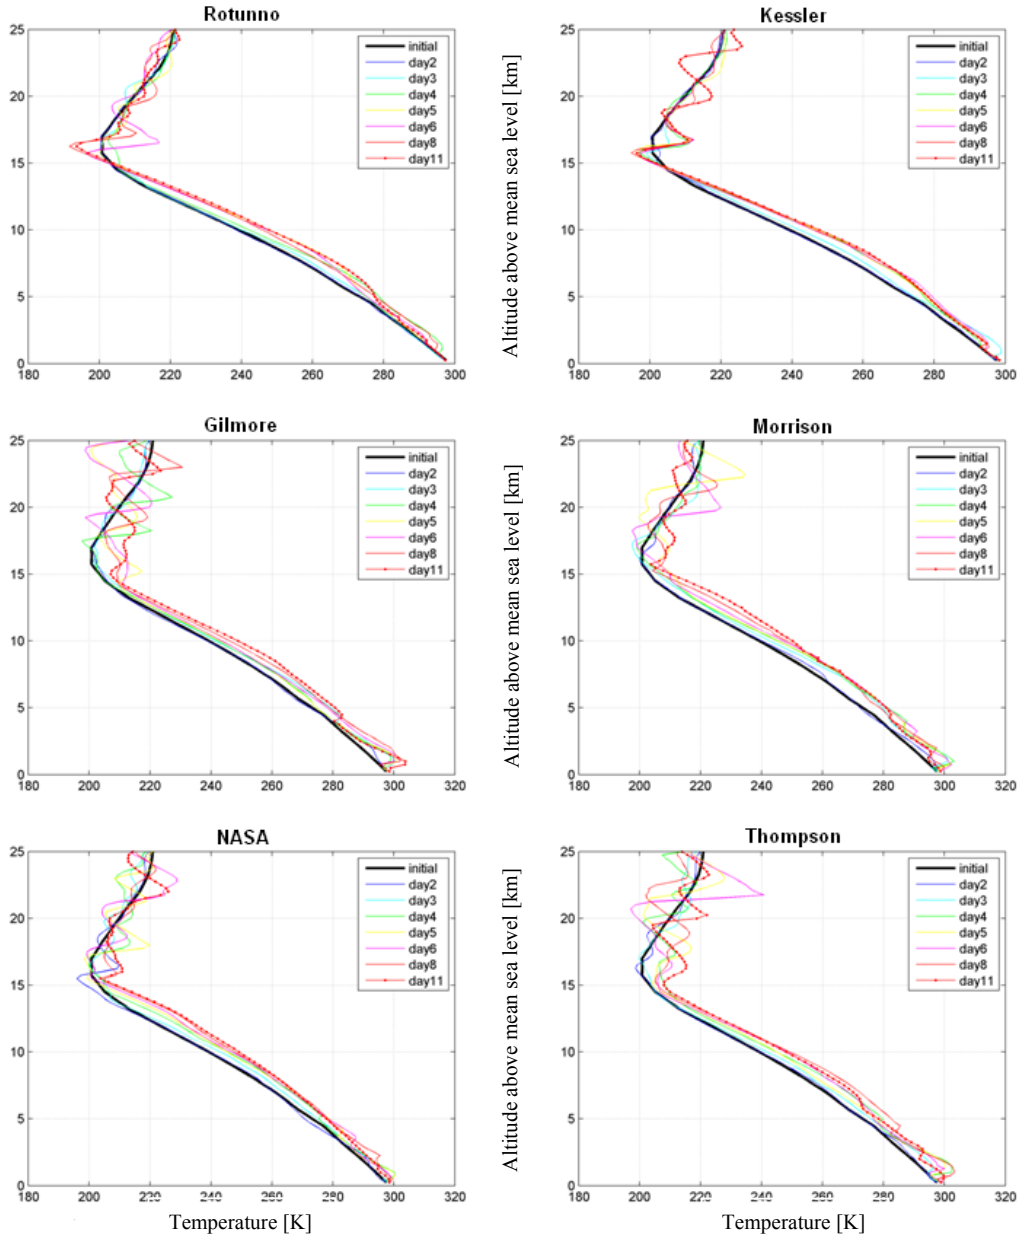 Rotunno
25
20
15
10
5
0
180 200 220 240 260 280 300
initial
day2
day3
day4
day5
day6
day8
day11
Kessler
Altitude above mean sea level [km]
25
20
15
10
5
0
180 200 220 240 260 280 300
initial
day2
day3
day4
day5
day6
day8
day11
Gilmore
25
20
15
10
5
0
180 200 220 240 260 280 300 320
initial
day2
day3
day4
day5
day6
day8
day11
Morrison
Altitude above mean sea level [km]
25
20
15
10
5
0
180 200 220 240 260 280 300 320
initial
day2
day3
day4
day5
day6
day8
day11
NASA
25
20
15
10
5
0
180 200 220 240 260 280 300 320
initial
day2
day3
day4
day5
day6
day8
day11
Temperature [K]
Thompson
Altitude above mean sea level [km]
25
20
15
10
5
0
180 200 220 240 260 280 300 320
initial
day2
day3
day4
day5
day6
day8
day11
Temperature [K]